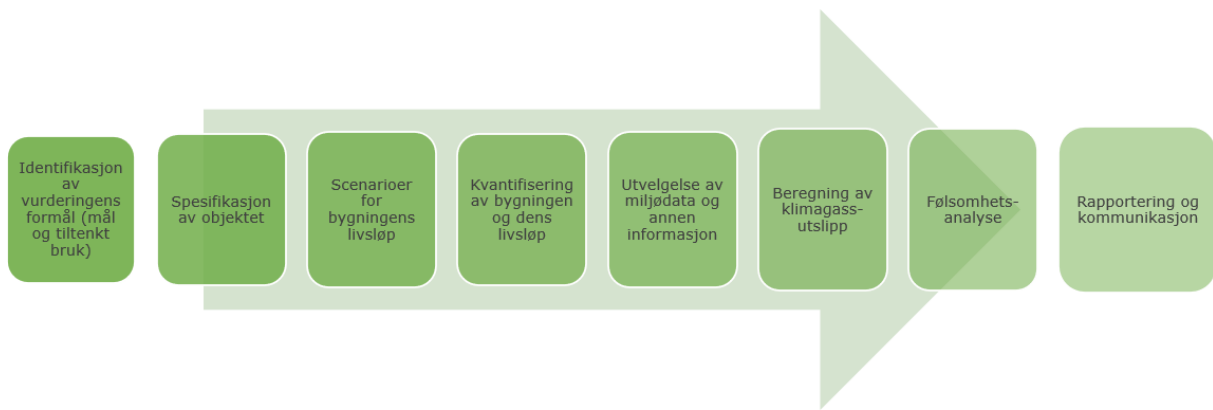 Identifikasjon
av
vurderingens
formål (mål
og tiltenkt
bruk)
Spesifikasjon
av objektet
Scenarioer
for
bygningens
livsløp
Kvantifisering
av bygningen
og dens
livsløp
Utvelgelse av
miljødata og
annen
informasjon
Beregning av
klimagass-
utslipp
Følsomhets-
analyse
Rapportering og
kommunikasjon